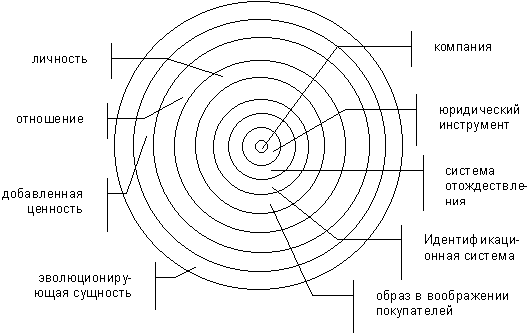 личность
отношение
добавленная
ценность
эволюциониру-
ющая сущность
компания
юридический
инструмент
система
отождествле-
ния
Идентификаци-
онная система
образ в воображении
покупателей